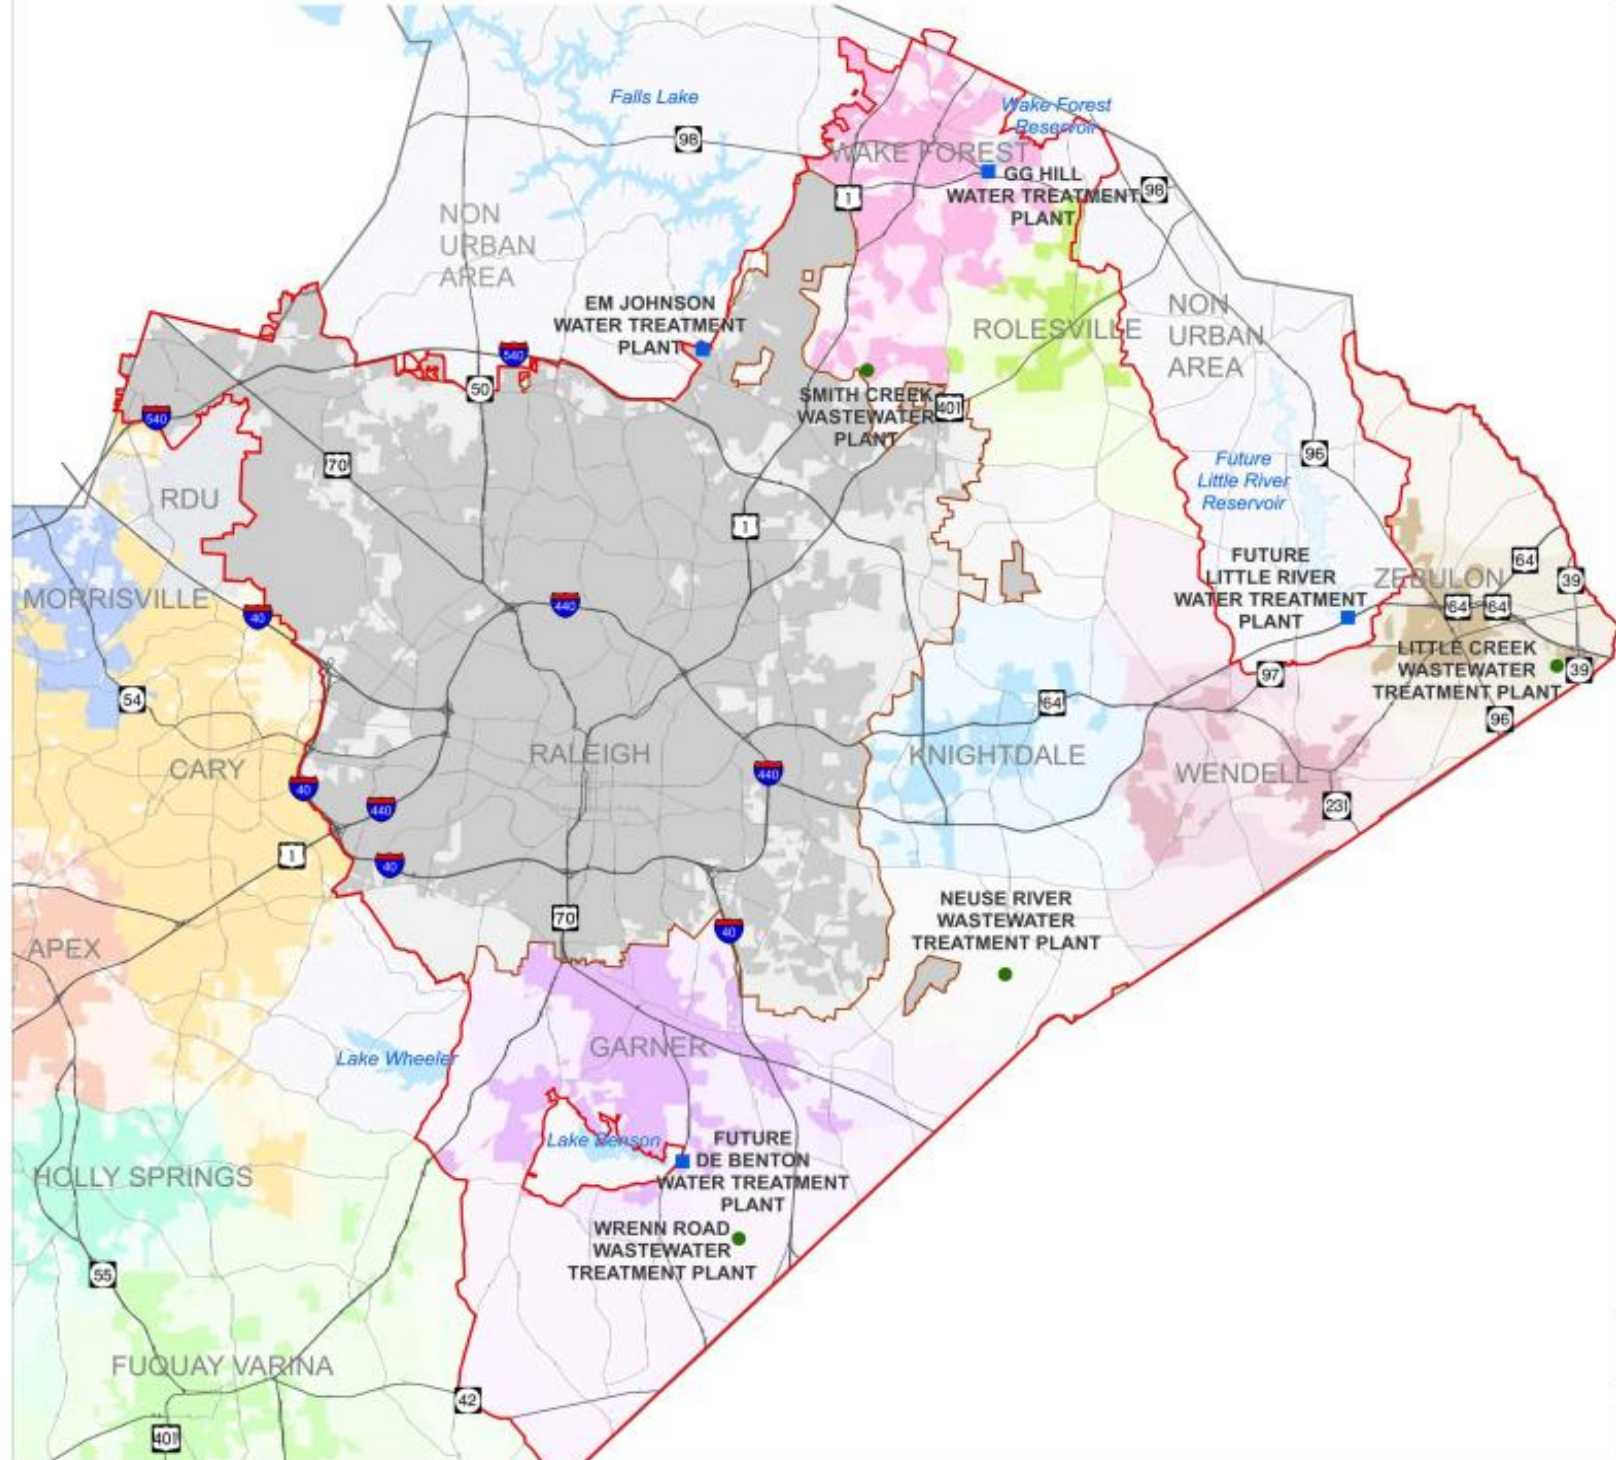 Falls Lake
Wake Forest
Reservoir
98
WAKE FOREST
GG HILL
WATER TREATMENT
PLANT
98
1
NON
URBAN
AREA
EM JOHNSON
WATER TREATMENT
PLANT
NON
URBAN
AREA
ROLESVILLE
540
50
540
SMITH CREEK
WASTEWATER
PLANT
401
70
96
Future
Little River
Reservoir
RDU
1
FUTURE
LITTLE RIVER
WATER TREATMENT
PLANT
64
ZEBULON
39
64
64
MORRISVILLE
40
440
LITTLE CREEK
WASTEWATER
TREATMENT PLANT
39
97
96
54
64
RALEIGH
KNIGHTDALE
WENDELL
CARY
40
440
440
231
1
40
NEUSE RIVER
WASTEWATER
TREATMENT PLANT
70
40
APEX
Lake Wheeler
GARNER
Lake Benson
FUTURE
DE BENTON
WATER TREATMENT
PLANT
HOLLY SPRINGS
WRENN ROAD
WASTEWATER
TREATMENT PLANT
55
FUQUAY VARINA
42
401